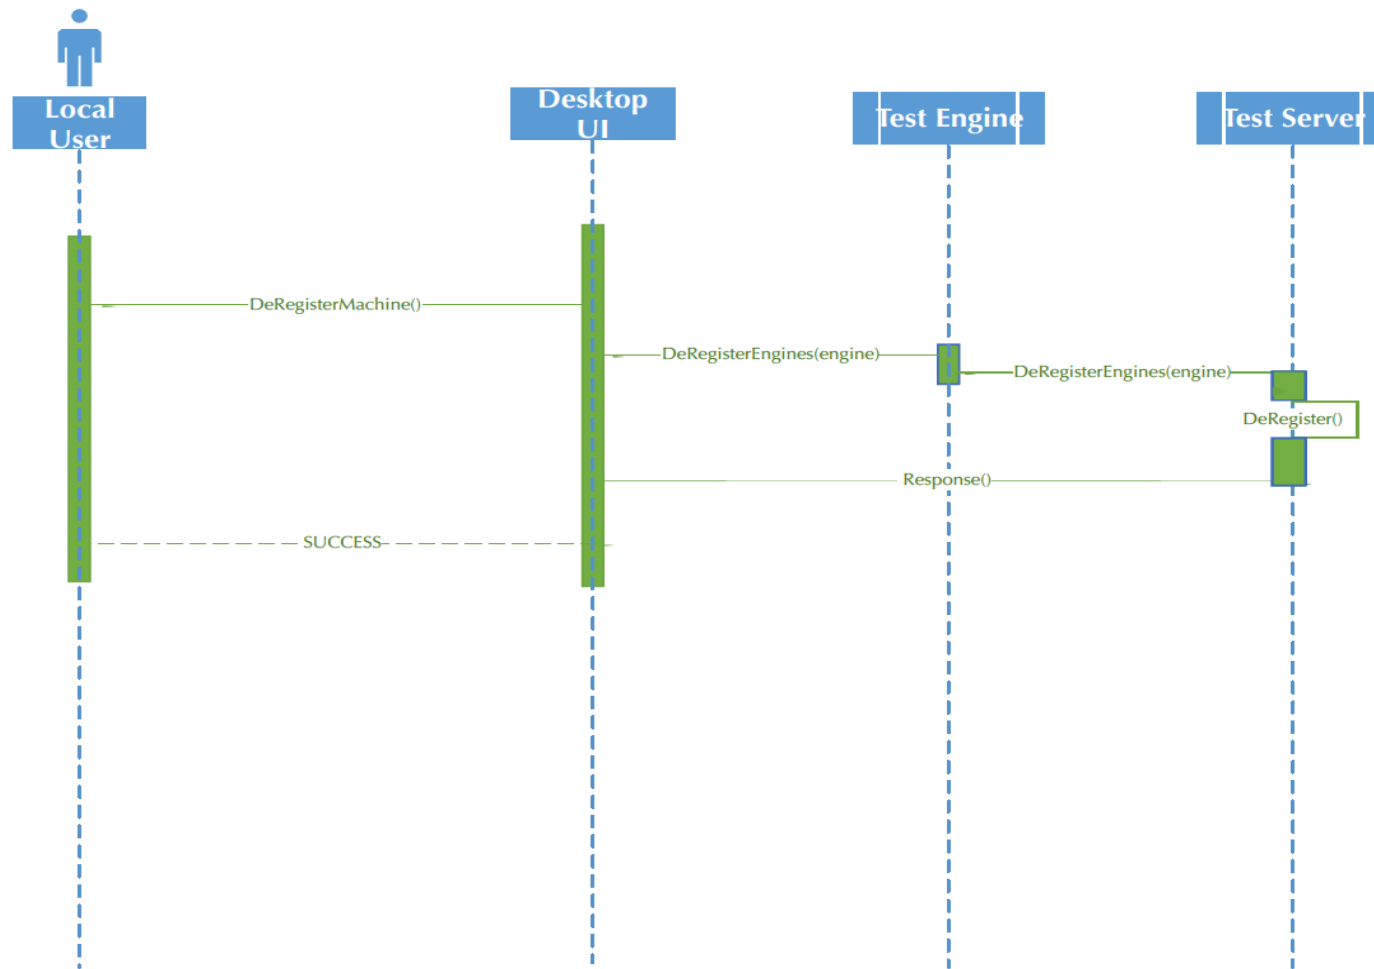 Local
User
Desktop
UI
Test Engine
Test Server
DeRegisterMachine()
DeRegisterEngines(engine)
DeRegisterEngines(engine)
DeRegister()
Response()
SUCCESS